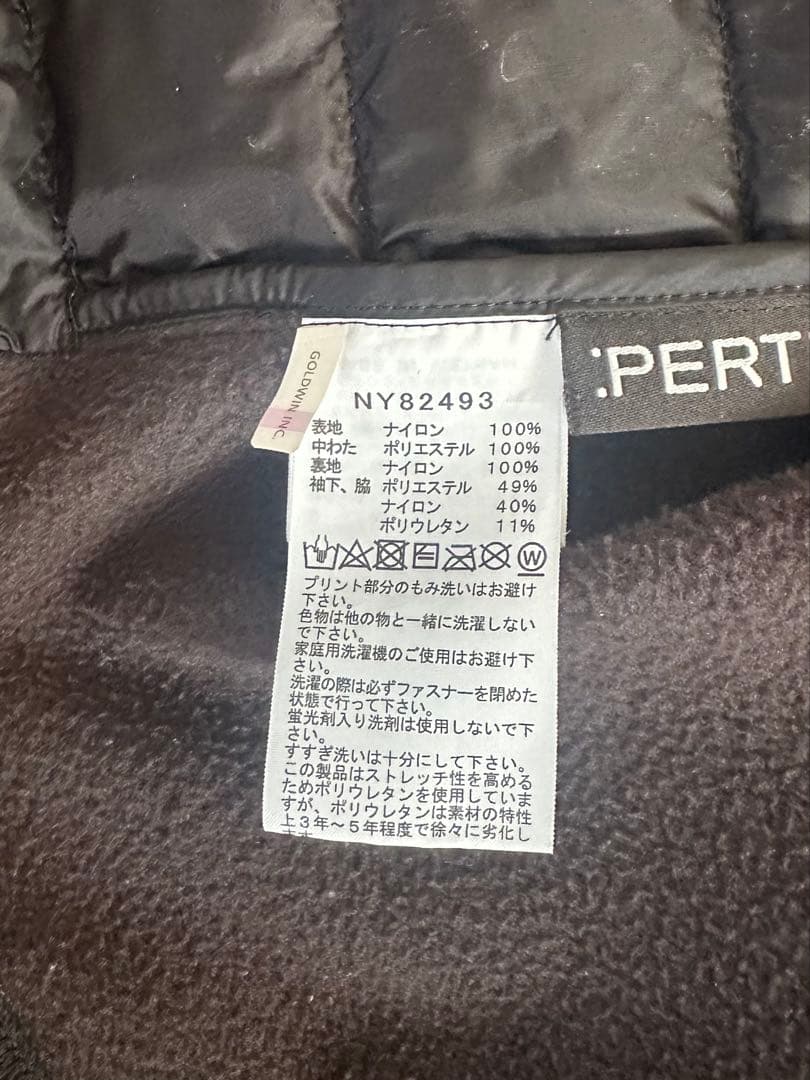 GOLDWIN INC.
:PERT
NY82493
表地 ナイロン 100%
中わた ポリエステル 100%
裏地 ナイロン 100%
袖下、脇 ポリエステル 49%
ナイロン 40%
ポリウレタン 11%
W
プリント部分のもみ洗いはお避け
下さい。
色物は他の物と一緒に洗濯しない
で下さい。
家庭用洗濯機のご使用はお避け下
さい。
洗濯の際は必ずファスナーを閉めた
状態で行って下さい。
蛍光剤入り洗剤は使用しないで下
さい。
すすぎ洗いは十分にして下さい。
この製品はストレッチ性を高める
ためポリウレタンを使用していま
すが、ポリウレタンは素材の特性
上3年〜5年程度で徐々に劣化し